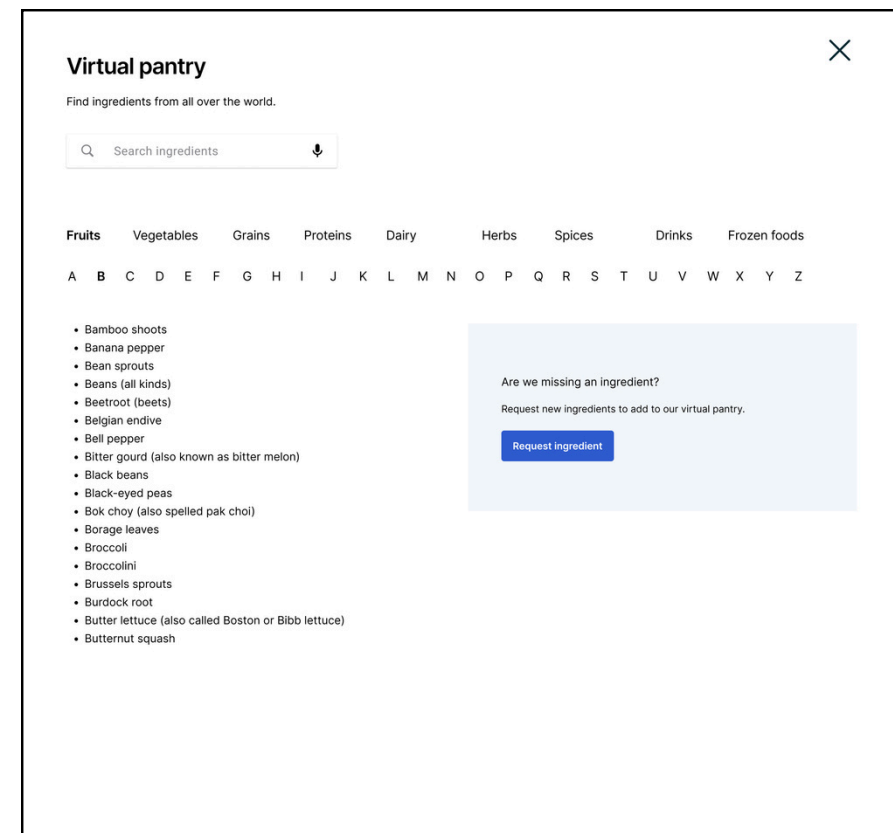 Virtual pantry
Find ingredients from all over the world.
Search ingredients
Fruits Vegetables Grains Proteins Dairy Herbs Spices Drinks Frozen foods
A B C D E F G H I J K L M N O P Q R S T U V W X Y Z
• Bamboo shoots
• Banana pepper
• Bean sprouts
• Beans (all kinds)
• Beetroot (beets)
• Belgian endive
• Bell pepper
• Bitter gourd (also known as bitter melon)
• Black beans
• Black-eyed peas
• Bok choy (also spelled pak choi)
• Borage leaves
• Broccoli
• Broccolini
• Brussels sprouts
• Burdock root
• Butter lettuce (also called Boston or Bibb lettuce)
• Butternut squash
Are we missing an ingredient?
Request new ingredients to add to our virtual pantry.
Request ingredient